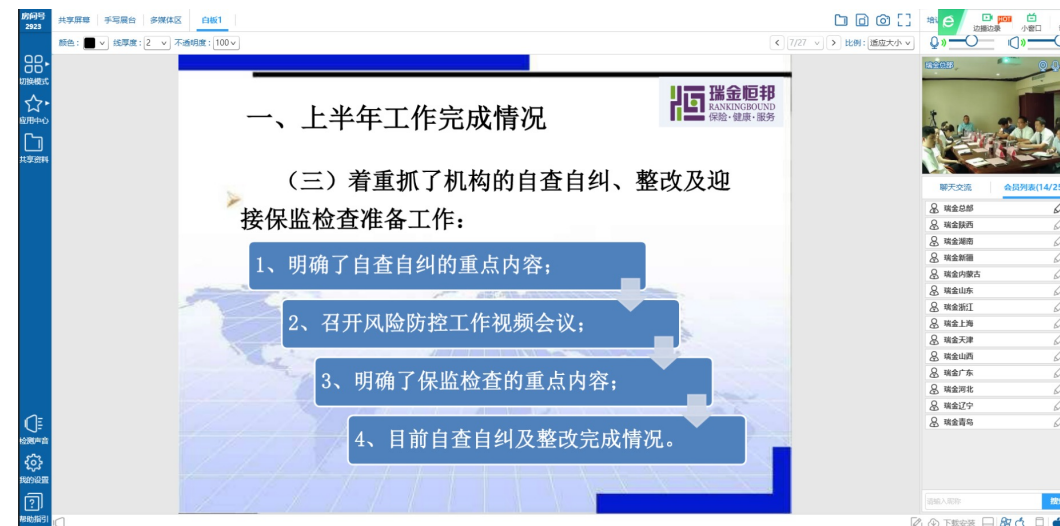 房间号
2923
共享屏幕 手写展台 多媒体区 白板1
颜色： 线厚度：2 不透明度：100
7/27 比例：适应大小
切换模式
应用中心
共享资料
检测声音
我的设置
帮助指引
一、上半年工作完成情况
瑞金恒邦
RANKINGBOUND
保险·健康·服务
（三）着重抓了机构的自查自纠、整改及迎
接保监检查准备工作：
1、明确了自查自纠的重点内容；
2、召开风险防控工作视频会议；
3、明确了保监检查的重点内容；
4、目前自查自纠及整改完成情况。
HOT
边播边录 小窗口
瑞金总部
聊天交流 会员列表(14/25
瑞金总部
瑞金陕西
瑞金湖南
瑞金新疆
瑞金内蒙古
瑞金山东
瑞金浙江
瑞金上海
瑞金天津
瑞金山西
瑞金广东
瑞金河北
瑞金辽宁
瑞金青岛
请输入昵称
下载安装